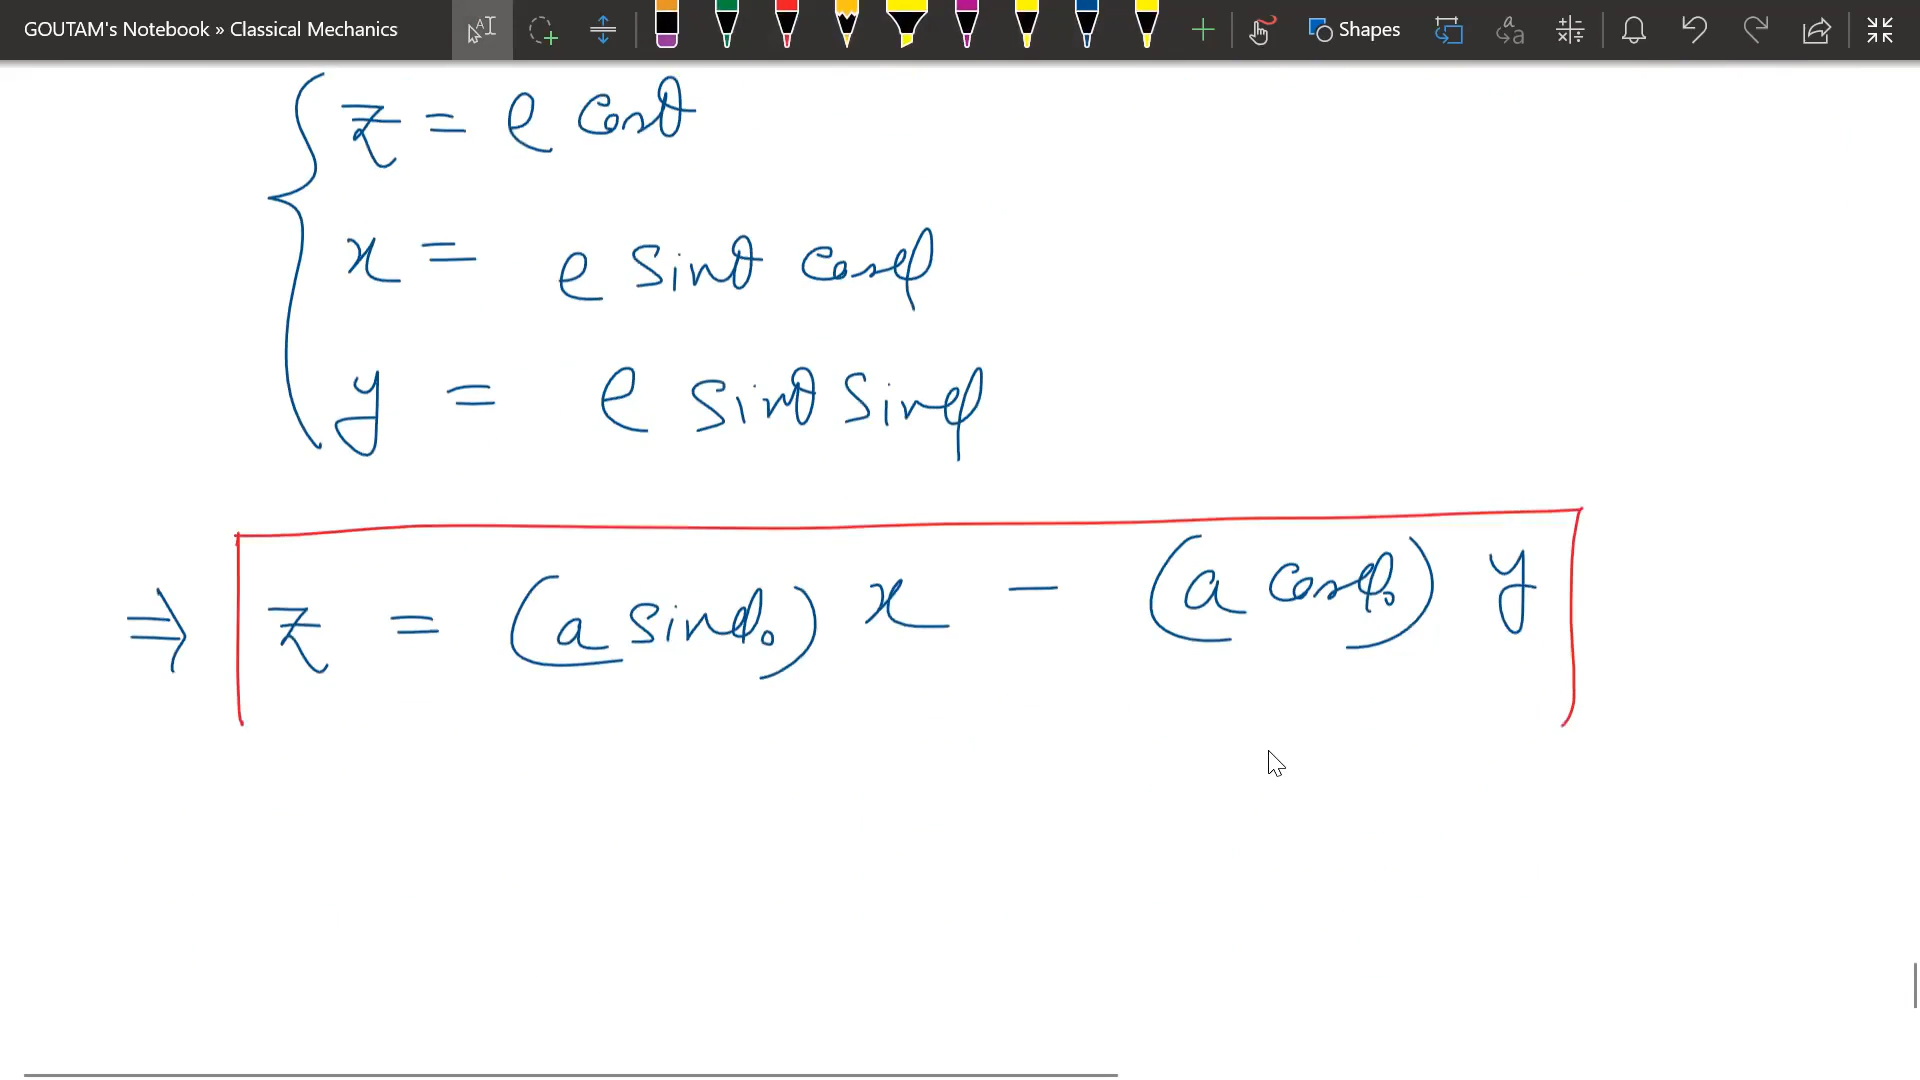 GOUTAM's Notebook » Classical Mechanics
Shapes
z = ρ cosθ
x = ρ sinθ cosφ
y = ρ sinθ sinφ
⇒ z = (a sinφ₀) x − (a cosφ₀) y